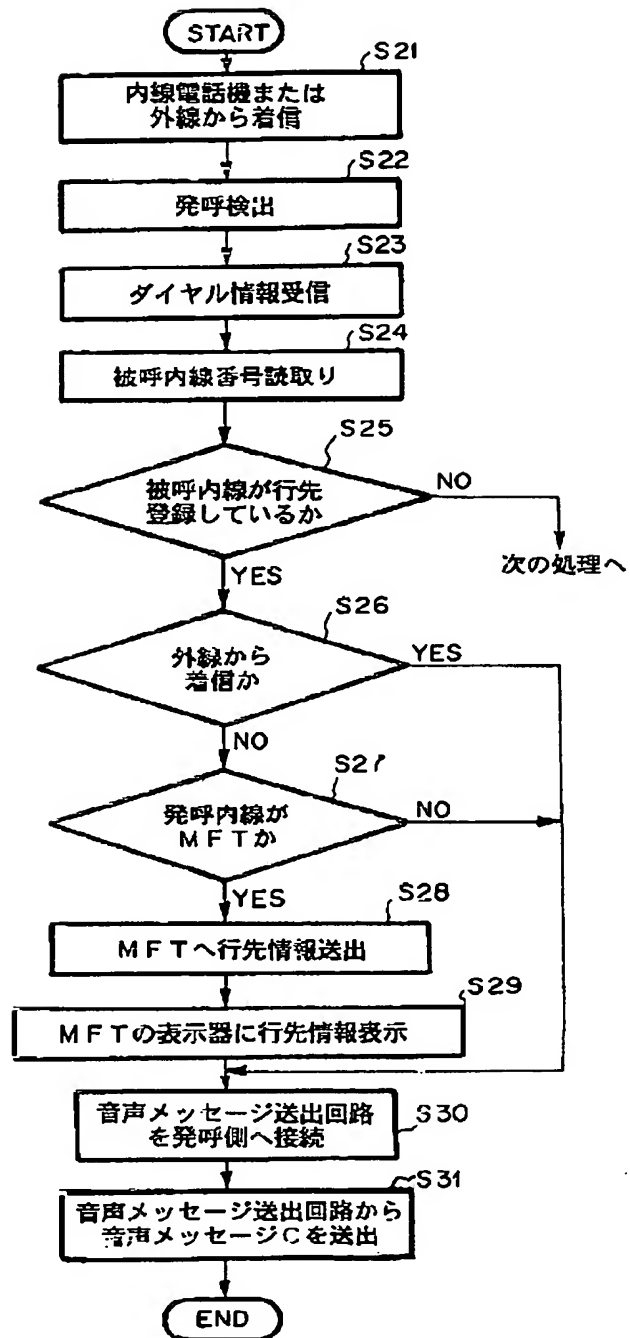 START
S21
内線電話機または
外線から着信
S22
発呼検出
S23
ダイヤル情報受信
S24
被呼内線番号読取り
S25
被呼内線が行先
登録しているか
NO
次の処理へ
YES
S26
外線から
着信か
YES
NO
S27
発呼内線が
MFTか
NO
YES
S28
MFTへ行先情報送出
S29
MFTの表示器に行先情報表示
音声メッセージ送出回路
を発呼側へ接続
S30
S31
音声メッセージ送出回路から
音声メッセージCを送出
END